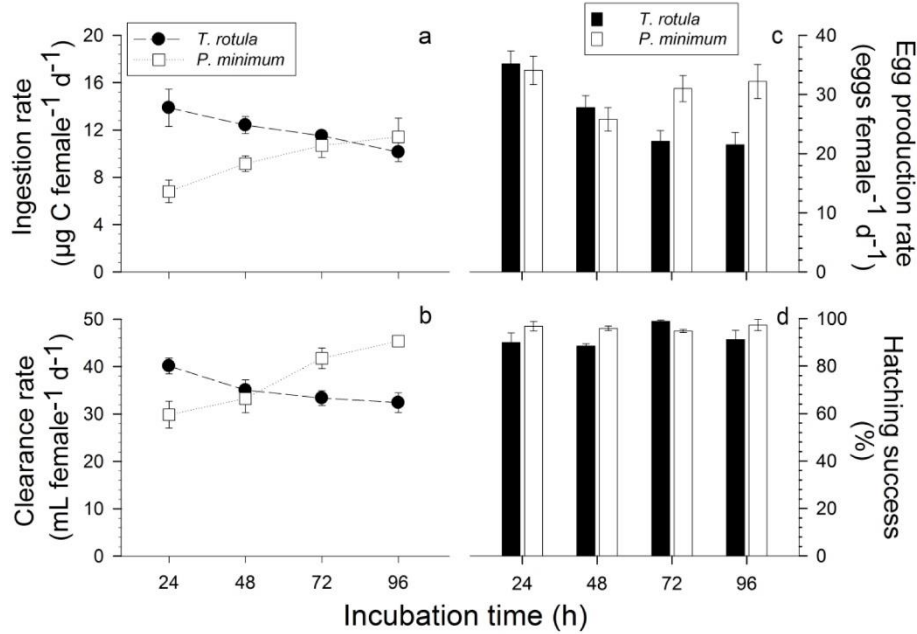 a
T. rotula
P. minimum
Ingestion rate
(µg C female⁻¹ d⁻¹)
20
16
12
8
4
0
c
T. rotula
P. minimum
Egg production rate
(eggs female⁻¹ d⁻¹)
40
30
20
10
0
b
Clearance rate
(mL female⁻¹ d⁻¹)
50
40
30
20
10
0
24 48 72 96
d
Hatching success
(%)
100
80
60
40
20
0
24 48 72 96
Incubation time (h)